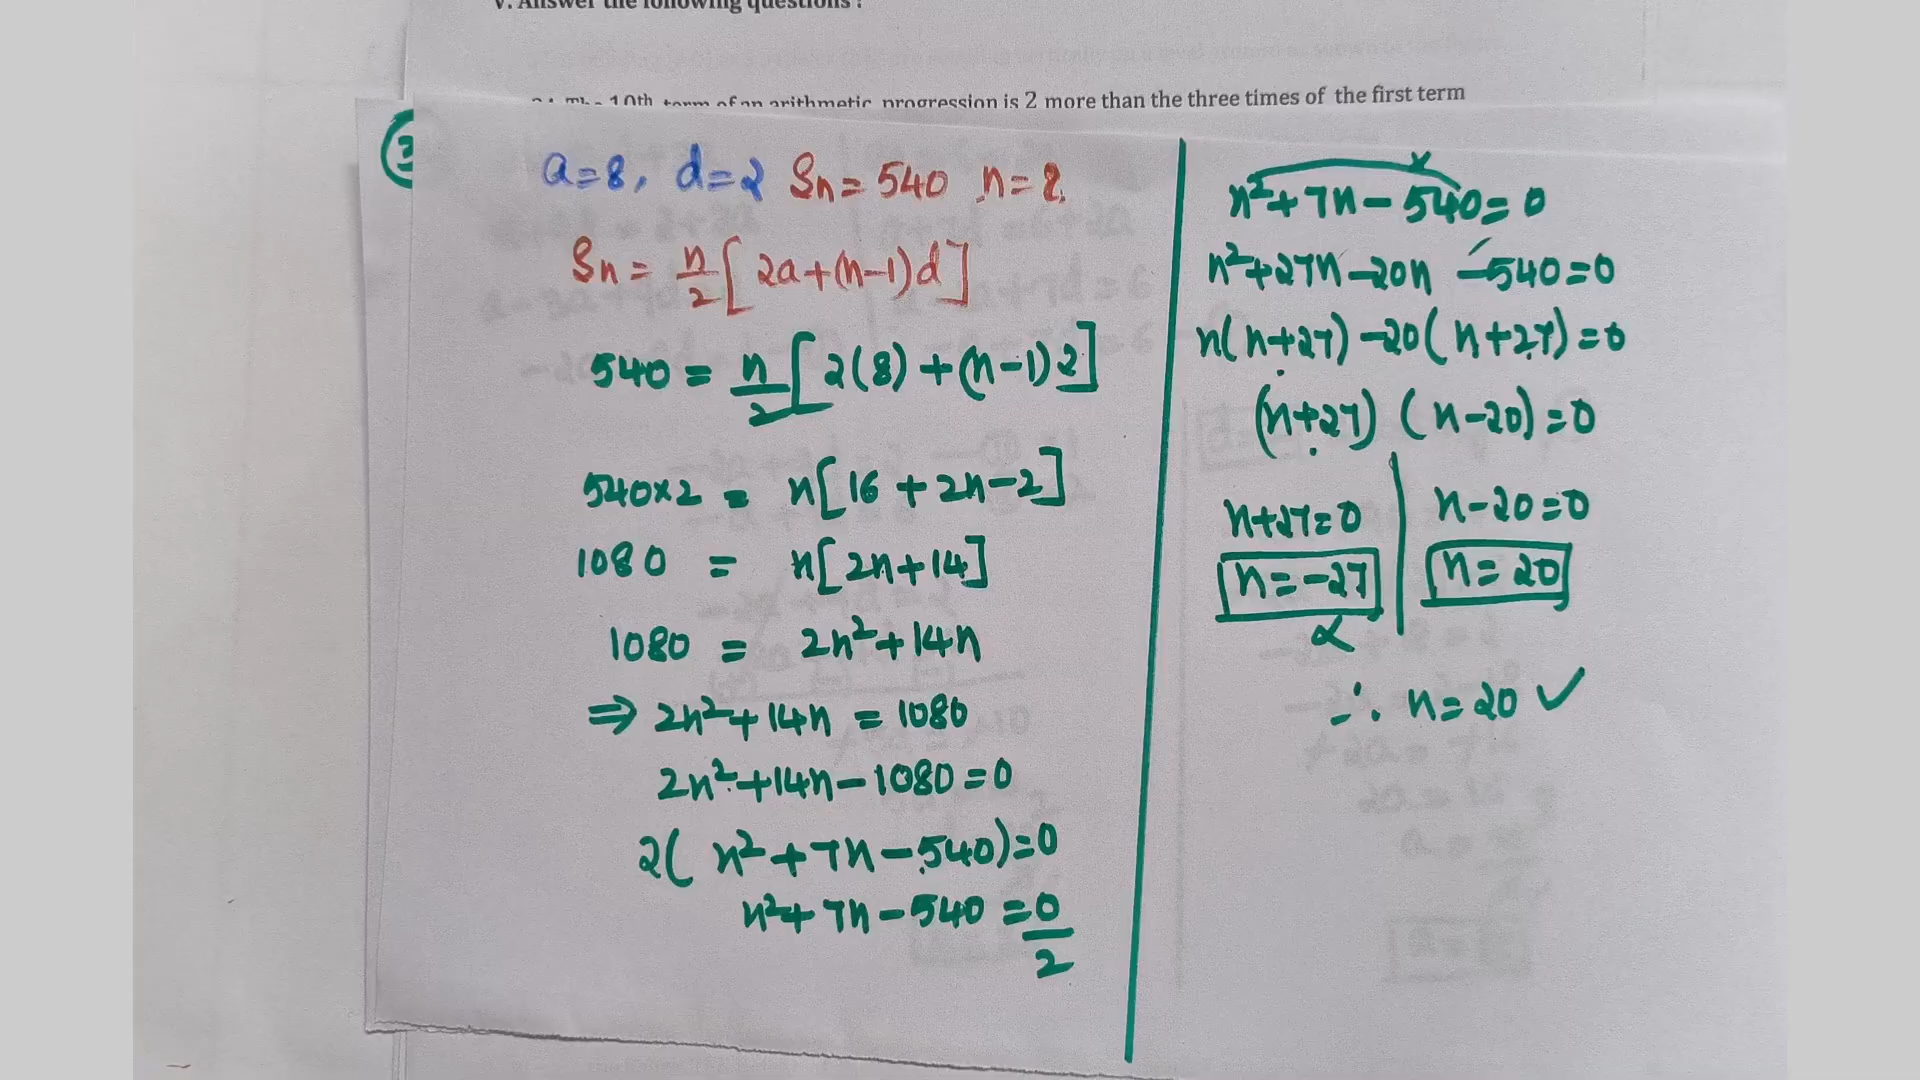 V. Answer the following questions :
10th term of an arithmetic progression is 2 more than the three times of the first term
3
a=8, d=2 Sn=540 n=?
Sn = n/2 [2a+(n-1)d]
540 = n/2 [2(8) + (n-1)2]
540×2 = n[16 + 2n-2]
1080 = n[2n+14]
1080 = 2n²+14n
⇒ 2n²+14n = 1080
2n²+14n-1080=0
2( n²+7n-540)=0
n²+7n-540 = 0/2
n²+7n-540=0
n²+27n-20n-540=0
n(n+27)-20(n+27)=0
(n+27) (n-20)=0
n+27=0
n=-27
n-20=0
n=20
∴ n=20 ✓